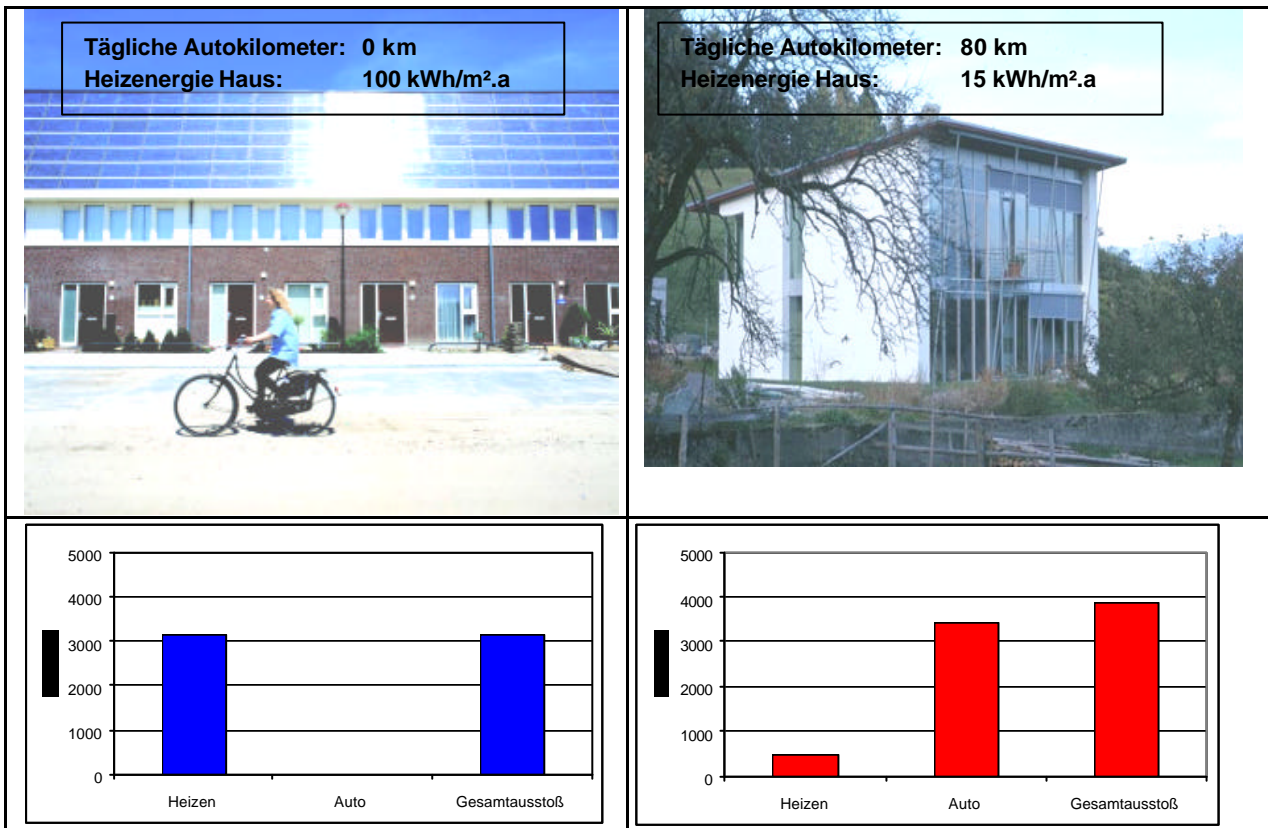 Tägliche Autokilometer: 0 km
Heizenergie Haus: 100 kWh/m².a
Tägliche Autokilometer: 80 km
Heizenergie Haus: 15 kWh/m².a
5000
4000
3000
2000
1000
0
Heizen Auto Gesamtausstoß
5000
4000
3000
2000
1000
0
Heizen Auto Gesamtausstoß